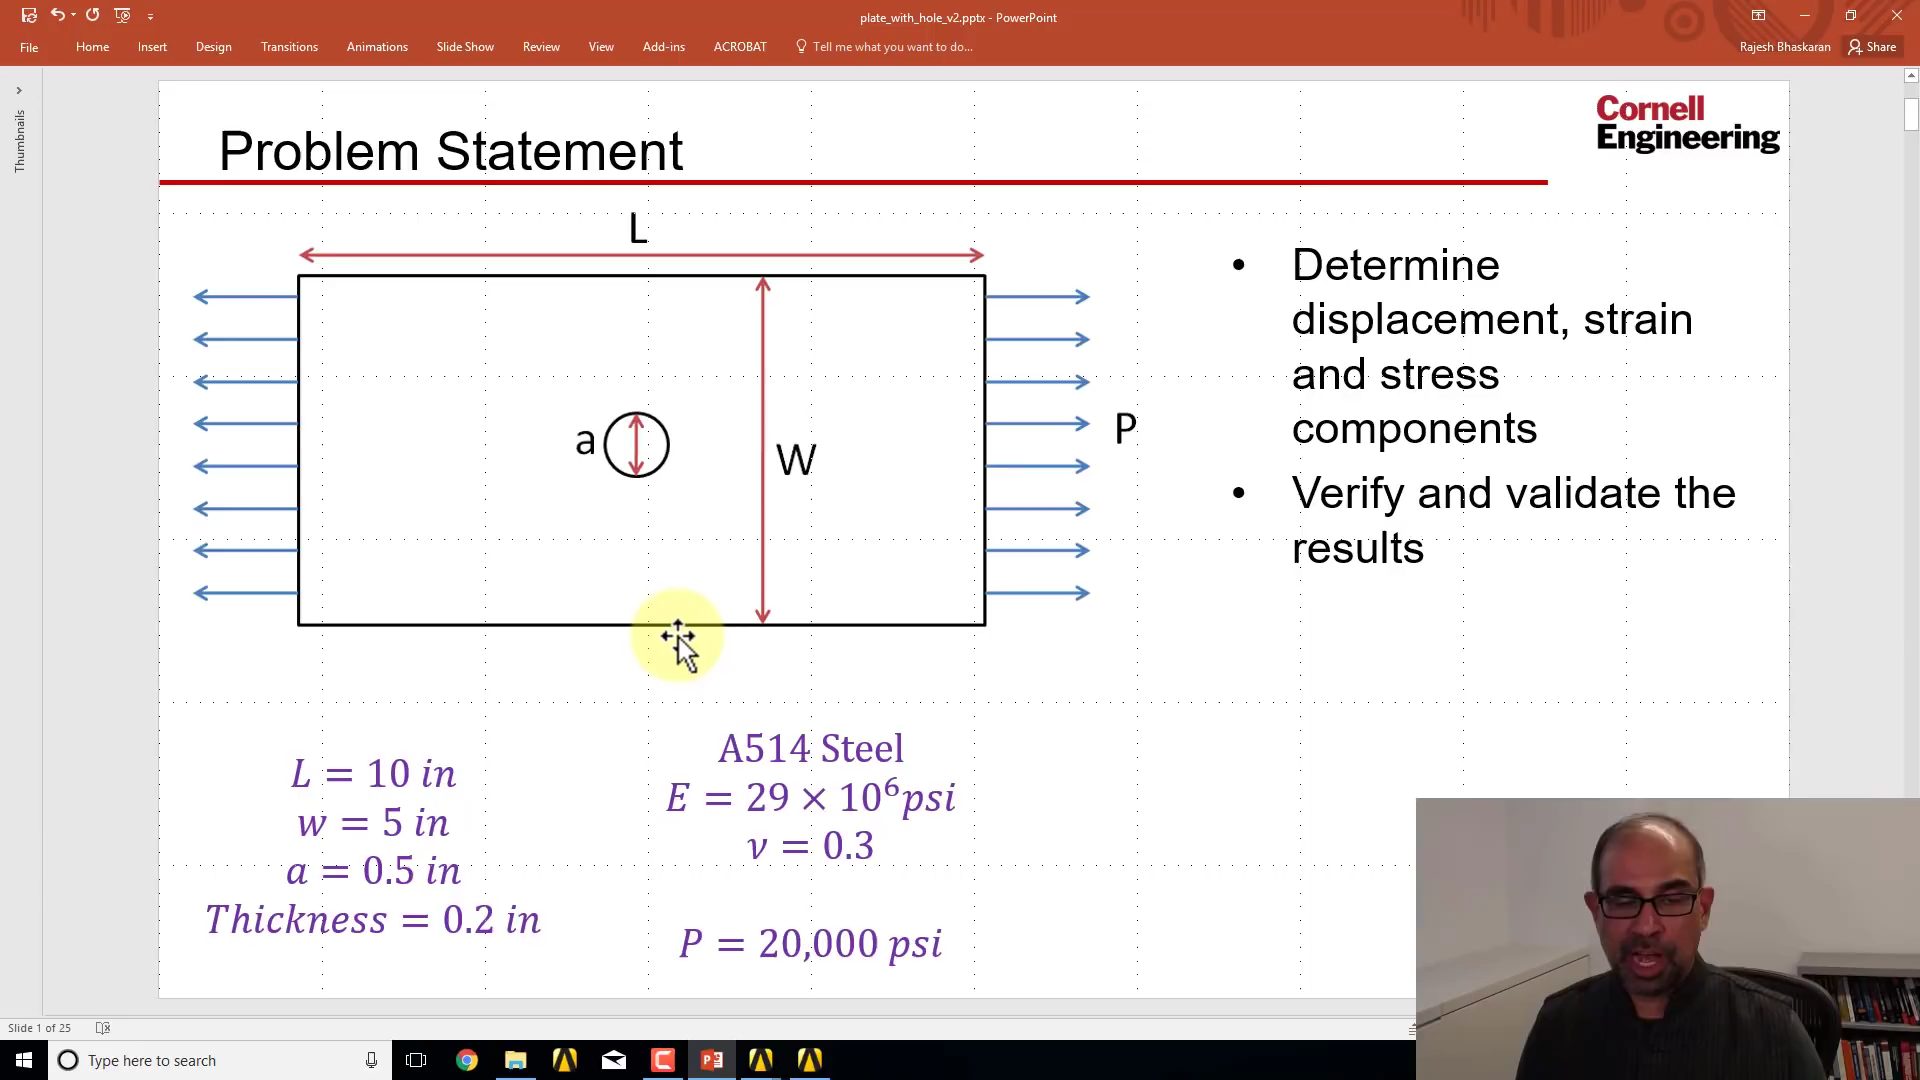 plate_with_hole_v2.pptx - PowerPoint
File Home Insert Design Transitions Animations Slide Show Review View Add-ins ACROBAT Tell me what you want to do... Rajesh Bhaskaran Share
Thumbnails
Cornell
Engineering
Problem Statement
L
a
W
P
• Determine
displacement, strain
and stress
components
• Verify and validate the
results
L = 10 in
w = 5 in
a = 0.5 in
Thickness = 0.2 in
A514 Steel
E = 29 × 10⁶psi
ν = 0.3
P = 20,000 psi
Slide 1 of 25
Type here to search